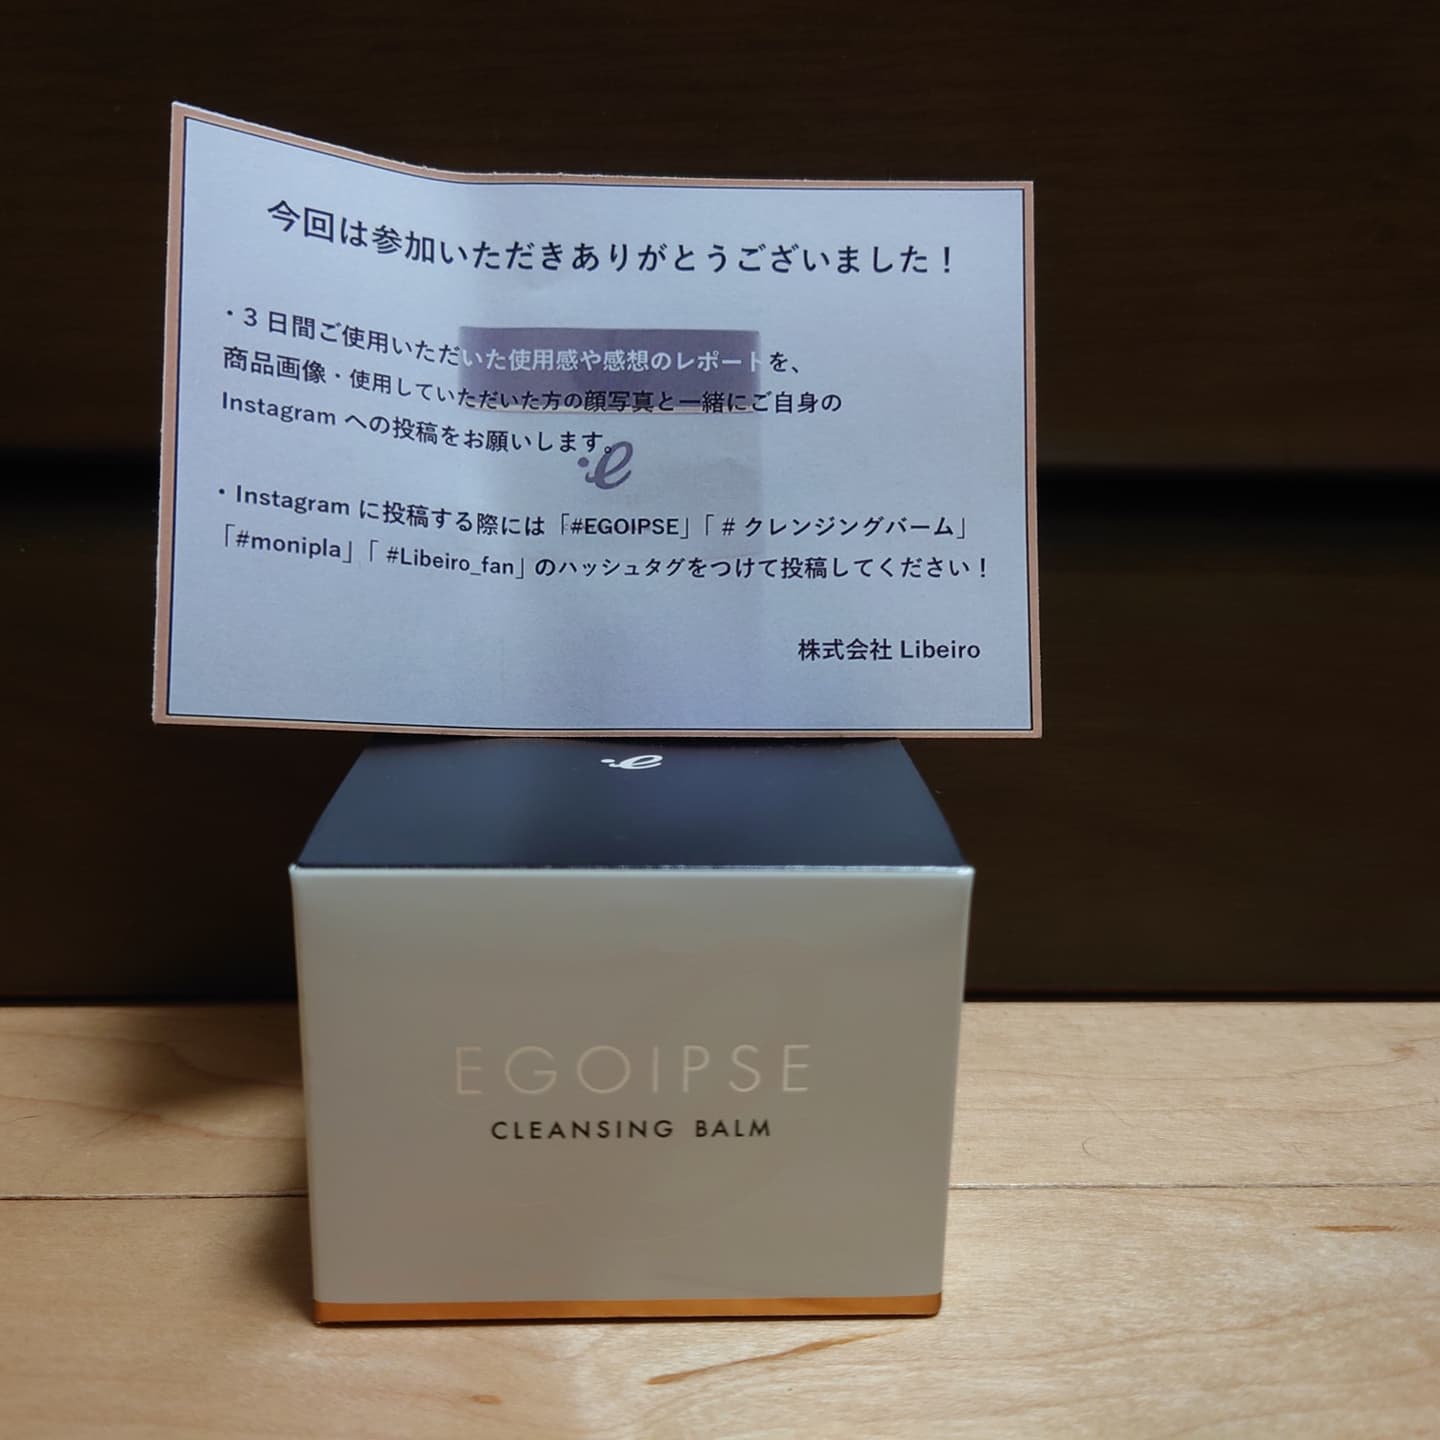 今回は参加いただきありがとうございました！
・3 日間ご使用いただいた使用感や感想のレポートを、
商品画像・使用していただいた方の顔写真と一緒にご自身の
Instagram への投稿をお願いします。
・Instagram に投稿する際には「#EGOIPSE」「 # クレンジングバーム」
「#monipla」「 #Libeiro_fan」のハッシュタグをつけて投稿してください！
株式会社 Libeiro
EGOIPSE
CLEANSING BALM